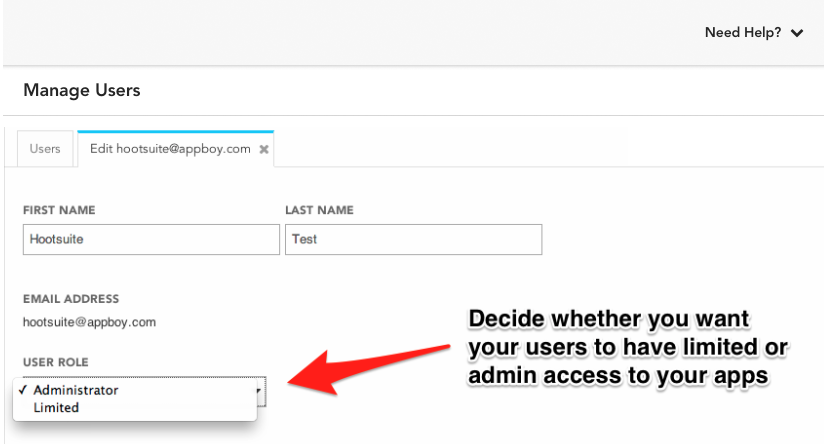 Need Help?
Manage Users
Users
Edit hootsuite@appboy.com ×
FIRST NAME
LAST NAME
Hootsuite
Test
EMAIL ADDRESS
hootsuite@appboy.com
USER ROLE
✓ Administrator
Limited
Decide whether you want
your users to have limited or
admin access to your apps